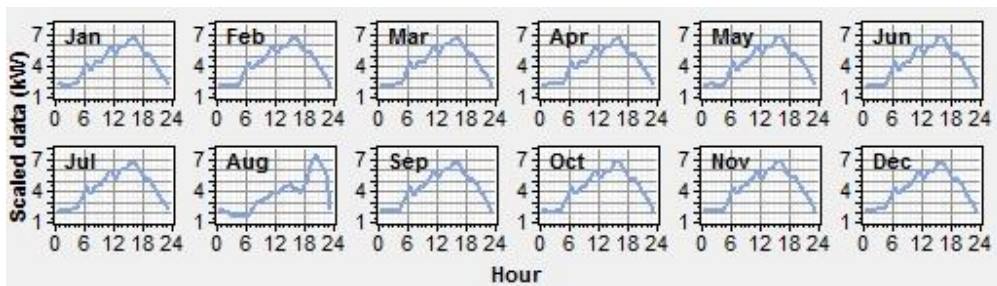 Scaled data (kW)
Jan Feb Mar Apr May Jun
7 7 7 7 7 7
4 4 4 4 4 4
1 1 1 1 1 1
0 6 12 18 24 0 6 12 18 24 0 6 12 18 24 0 6 12 18 24 0 6 12 18 24 0 6 12 18 24
Jul Aug Sep Oct Nov Dec
7 7 7 7 7 7
4 4 4 4 4 4
1 1 1 1 1 1
0 6 12 18 24 0 6 12 18 24 0 6 12 18 24 0 6 12 18 24 0 6 12 18 24 0 6 12 18 24
Hour